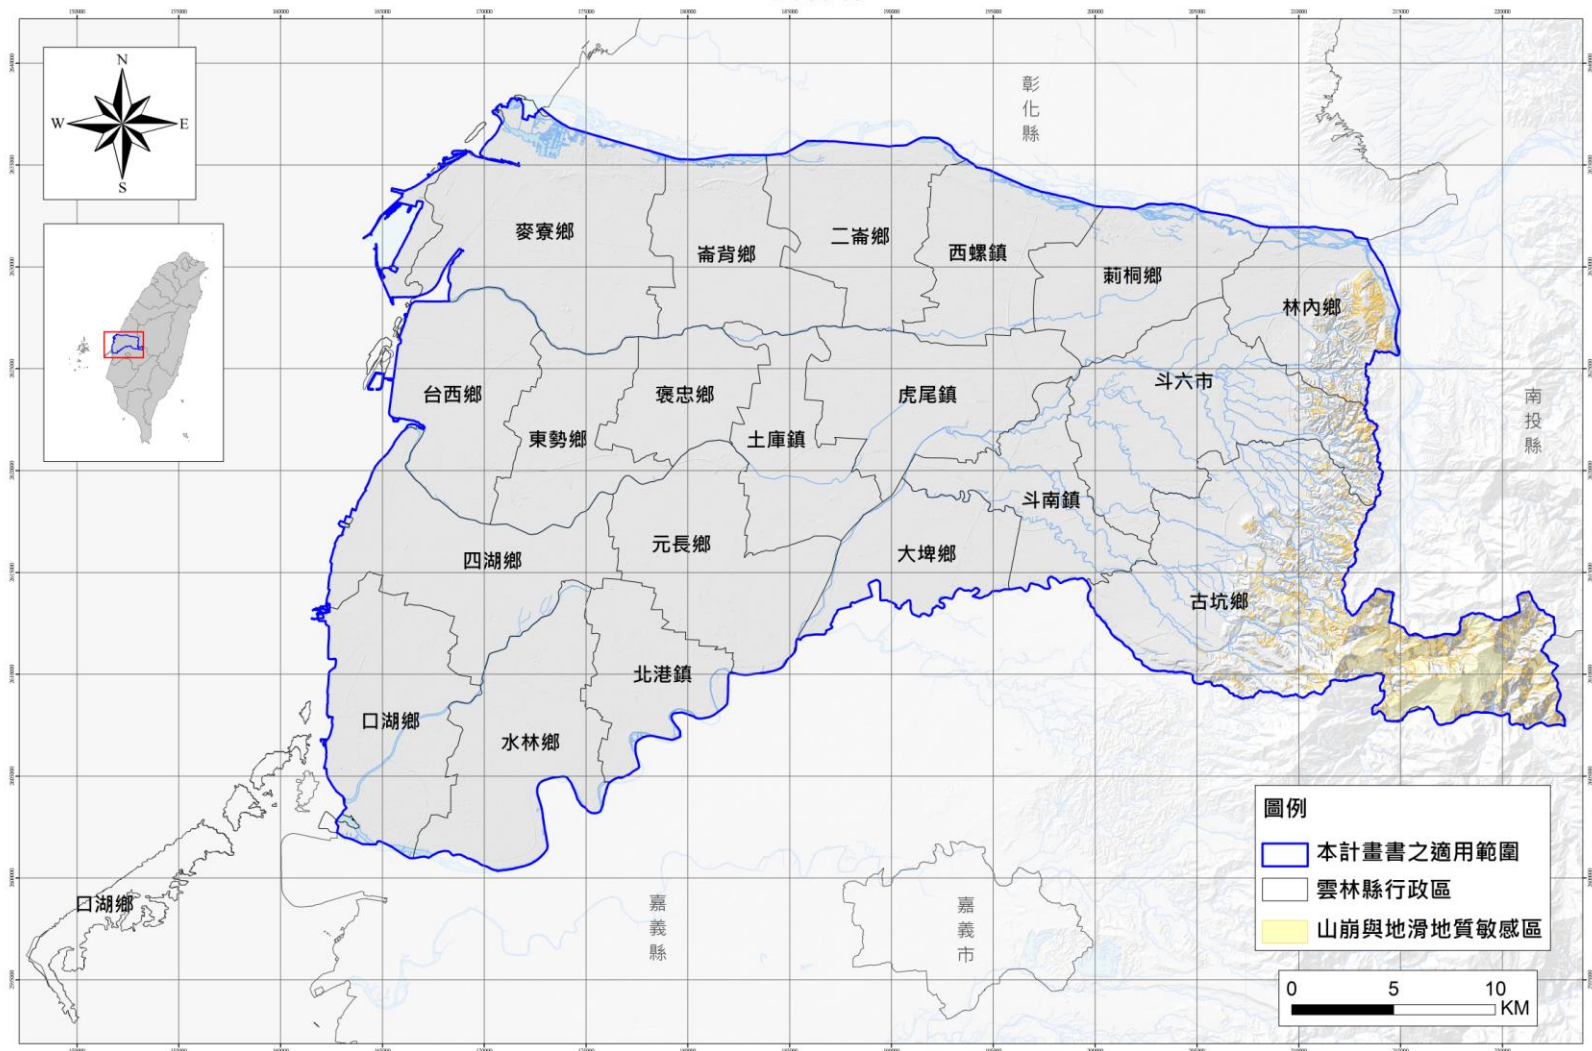 N
W
E
S
彰化縣
南投縣
麥寮鄉
崙背鄉
二崙鄉
西螺鎮
莿桐鄉
林內鄉
台西鄉
東勢鄉
褒忠鄉
土庫鎮
虎尾鎮
斗六市
斗南鎮
四湖鄉
元長鄉
大埤鄉
古坑鄉
口湖鄉
水林鄉
北港鎮
口湖鄉
嘉義縣
嘉義市
圖例
本計畫書之適用範圍
雲林縣行政區
山崩與地滑地質敏感區
0 5 10
KM